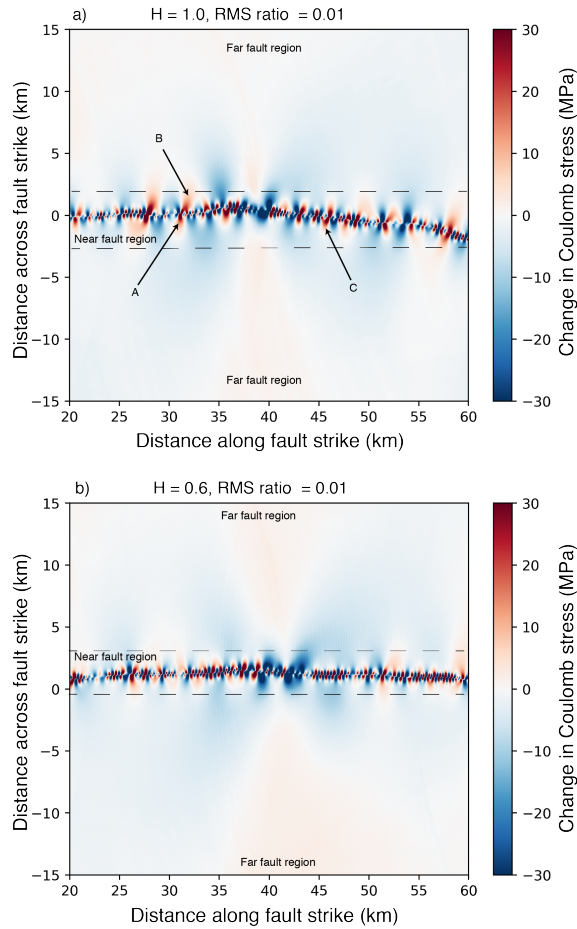 a)
H = 1.0, RMS ratio = 0.01
15
10
5
0
−5
−10
−15
Distance across fault strike (km)
Far fault region
B
Near fault region
A
C
Far fault region
20 25 30 35 40 45 50 55 60
Distance along fault strike (km)
30
20
10
0
−10
−20
−30
Change in Coulomb stress (MPa)
b)
H = 0.6, RMS ratio = 0.01
15
10
5
0
−5
−10
−15
Distance across fault strike (km)
Far fault region
Near fault region
Far fault region
20 25 30 35 40 45 50 55 60
Distance along fault strike (km)
30
20
10
0
−10
−20
−30
Change in Coulomb stress (MPa)